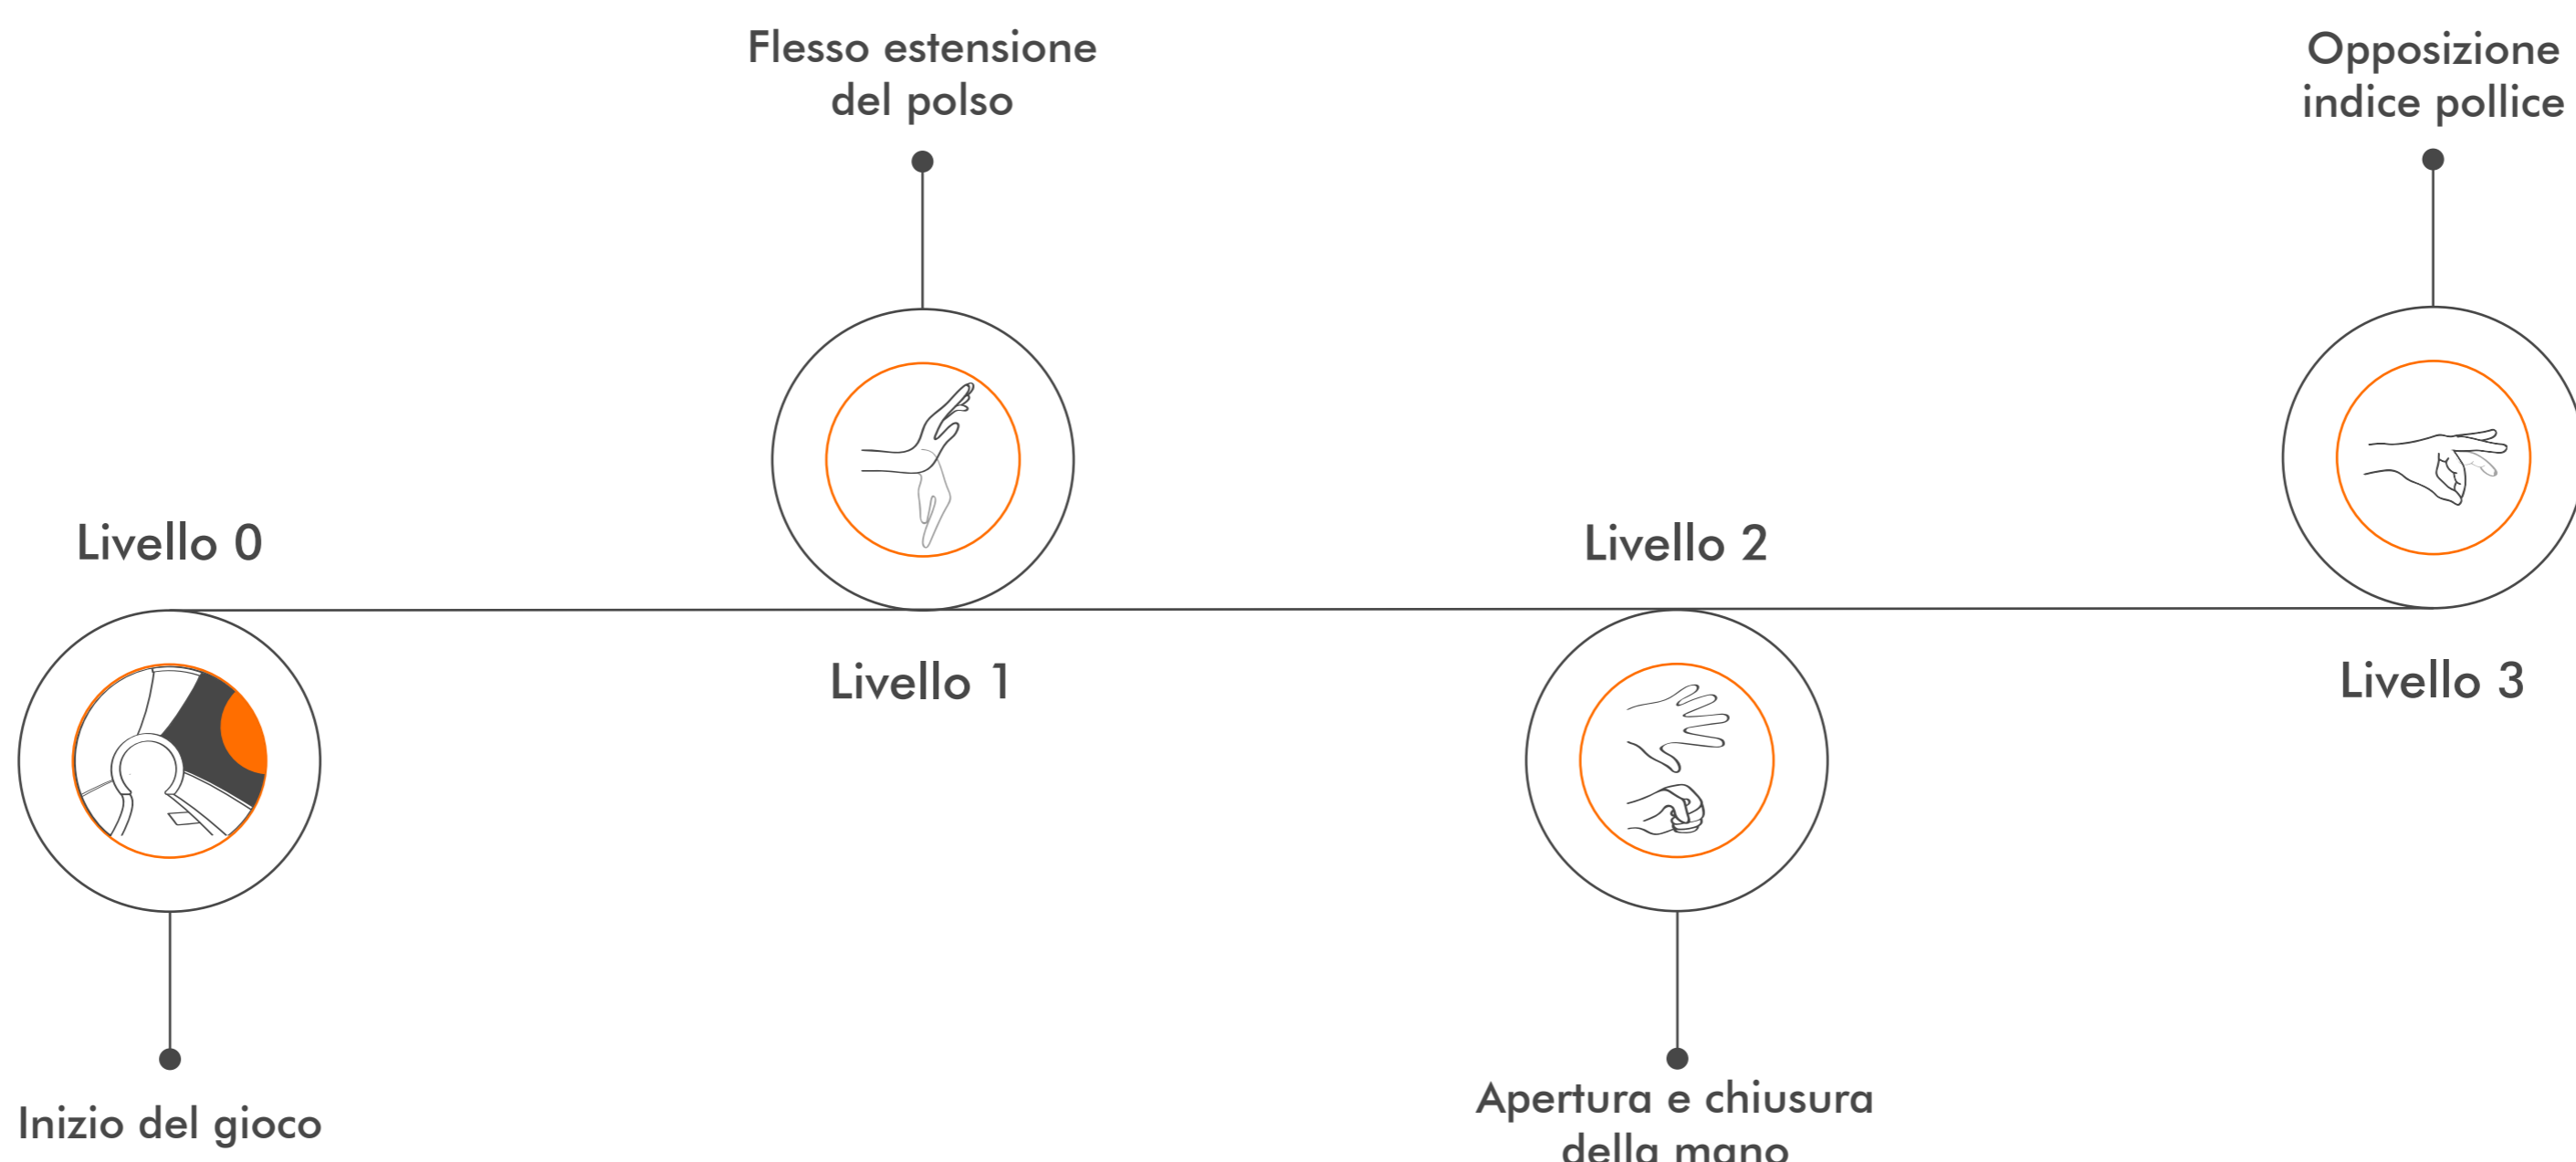 Flesso estensione
del polso
Opposizione
indice pollice
Livello 0
Livello 2
Livello 1
Livello 3
Inizio del gioco
Apertura e chiusura
della mano